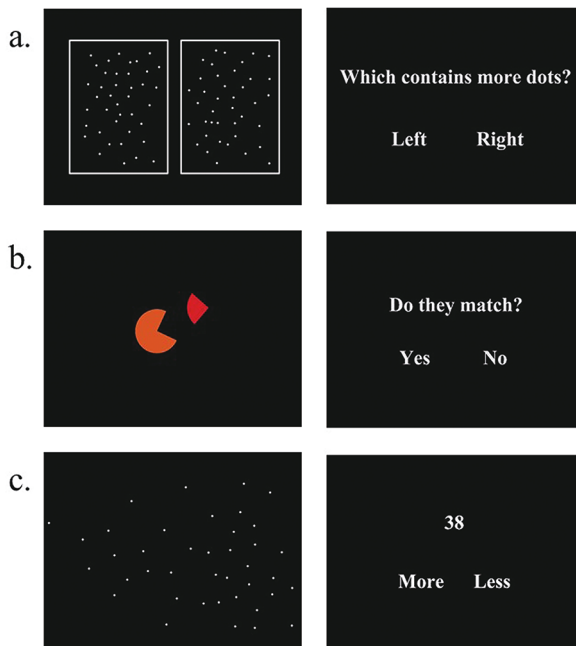 a.
Which contains more dots?
Left Right
b.
Do they match?
Yes No
c.
38
More Less